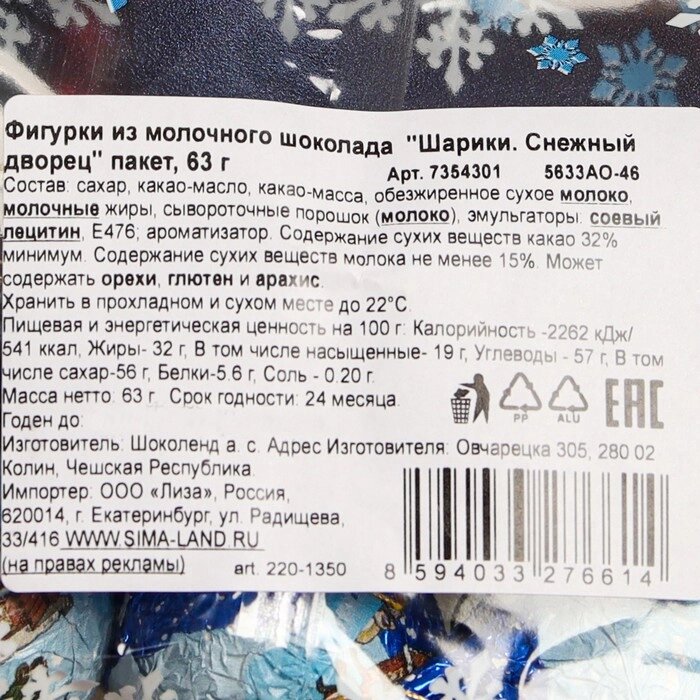 Фигурки из молочного шоколада "Шарики. Снежный
дворец" пакет, 63 г
Арт. 7354301 5633АО-46
Состав: сахар, какао-масло, какао-масса, обезжиренное сухое молоко,
молочные жиры, сывороточные порошок (молоко), эмульгаторы: соевый
лецитин, Е476; ароматизатор. Содержание сухих веществ какао 32%
минимум. Содержание сухих веществ молока не менее 15%. Может
содержать орехи, глютен и арахис.
Хранить в прохладном и сухом месте до 22°C.
Пищевая и энергетическая ценность на 100 г: Калорийность -2262 кДж/
541 ккал, Жиры- 32 г, В том числе насыщенные- 19 г, Углеводы - 57 г, В том
числе сахар-56 г, Белки-5.6 г, Соль - 0.20 г.
Масса нетто: 63 г. Срок годности: 24 месяца.
Годен до:
PP ALU EAC
Изготовитель: Шоколенд а. с. Адрес Изготовителя: Овчарецка 305, 280 02
Колин, Чешская Республика.
Импортер: ООО «Лиза», Россия,
620014, г. Екатеринбург, ул. Радищева,
33/416 WWW.SIMA-LAND.RU
(на правах рекламы) art. 220-1350
8 594033 276614